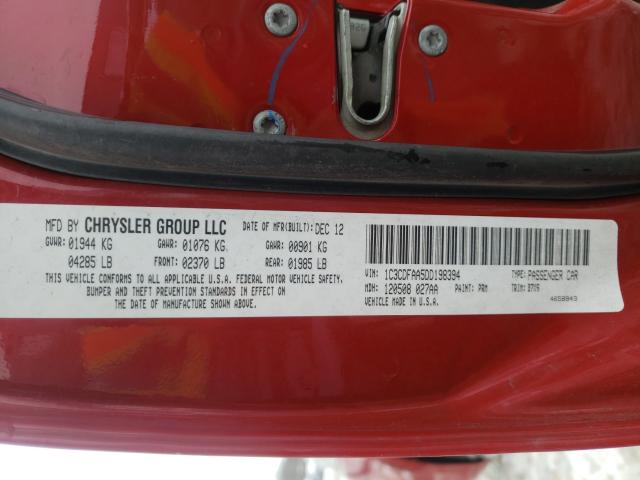 MFD BY CHRYSLER GROUP LLC DATE OF MFR(BUILT): DEC 12
GVWR: 01944 KG GAWR: 01076 KG GAWR: 00901 KG
04285 LB FRONT: 02370 LB REAR: 01985 LB
THIS VEHICLE CONFORMS TO ALL APPLICABLE U.S.A. FEDERAL MOTOR VEHICLE SAFETY,
BUMPER AND THEFT PREVENTION STANDARDS IN EFFECT ON
THE DATE OF MANUFACTURE SHOWN ABOVE.
VIN: 1C3CDFAA5DD198394 TYPE: PASSENGER CAR
MDH: 120508 027AA PAINT: PRM TRIM:
VEHICLE MADE IN U.S.A. 4658943